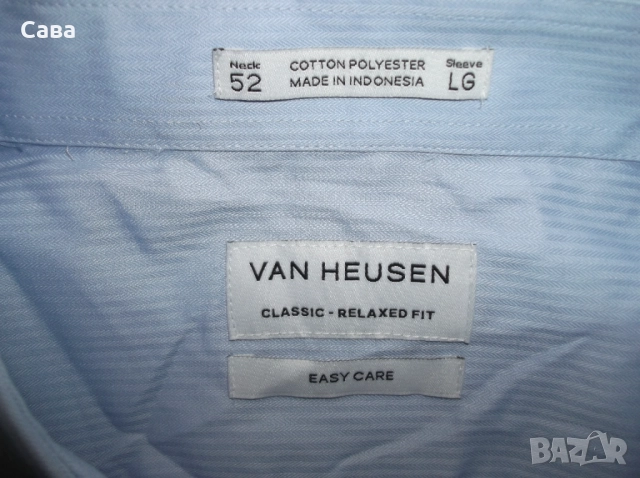 Сава
Neck
52
COTTON POLYESTER
MADE IN INDONESIA
Sleeve
LG
VAN HEUSEN
CLASSIC - RELAXED FIT
EASY CARE
BAZAR